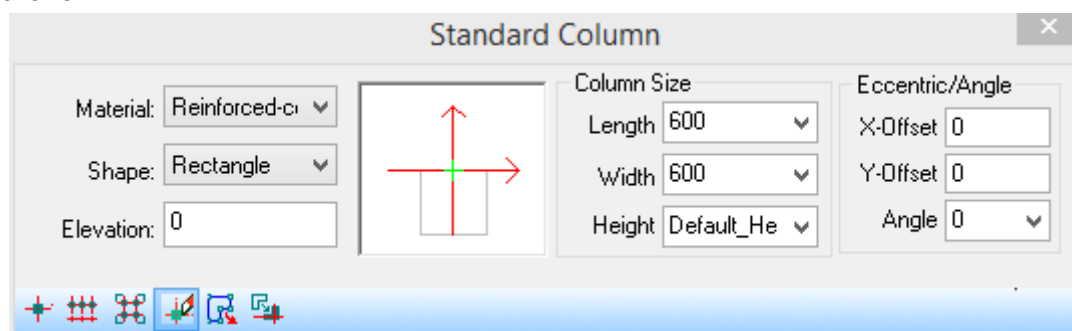 Standard Column
Material: Reinforced-c
Shape: Rectangle
Elevation: 0
Column Size
Length 600
Width 600
Height Default_He
Eccentric/Angle
X-Offset 0
Y-Offset 0
Angle 0